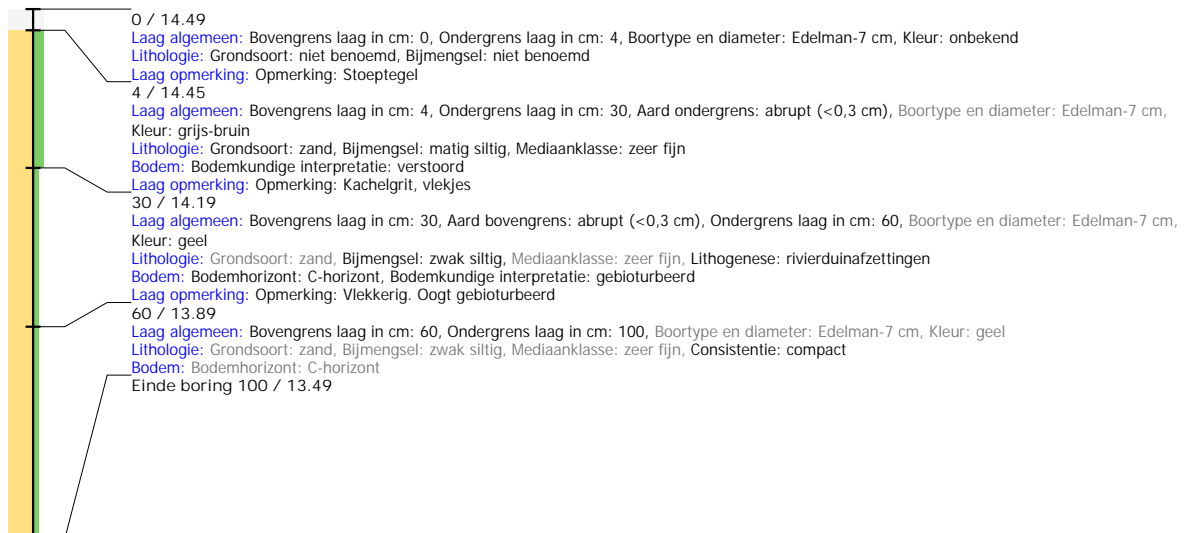 0 / 14.49
Laag algemeen: Bovengrens laag in cm: 0, Ondergrens laag in cm: 4, Boortype en diameter: Edelman-7 cm, Kleur: onbekend
Lithologie: Grondsoort: niet benoemd, Bijmengsel: niet benoemd
Laag opmerking: Opmerking: Stoeptegel
4 / 14.45
Laag algemeen: Bovengrens laag in cm: 4, Ondergrens laag in cm: 30, Aard ondergrens: abrupt (<0,3 cm), Boortype en diameter: Edelman-7 cm,
Kleur: grijs-bruin
Lithologie: Grondsoort: zand, Bijmengsel: matig siltig, Mediaanklasse: zeer fijn
Bodem: Bodemkundige interpretatie: verstoord
Laag opmerking: Opmerking: Kachelgrit, vlekjes
30 / 14.19
Laag algemeen: Bovengrens laag in cm: 30, Aard bovengrens: abrupt (<0,3 cm), Ondergrens laag in cm: 60, Boortype en diameter: Edelman-7 cm,
Kleur: geel
Lithologie: Grondsoort: zand, Bijmengsel: zwak siltig, Mediaanklasse: zeer fijn, Lithogenese: rivierduinafzettingen
Bodem: Bodemhorizont: C-horizont, Bodemkundige interpretatie: gebioturbeerd
Laag opmerking: Opmerking: Vlekkerig. Oogt gebioturbeerd
60 / 13.89
Laag algemeen: Bovengrens laag in cm: 60, Ondergrens laag in cm: 100, Boortype en diameter: Edelman-7 cm, Kleur: geel
Lithologie: Grondsoort: zand, Bijmengsel: zwak siltig, Mediaanklasse: zeer fijn, Consistentie: compact
Bodem: Bodemhorizont: C-horizont
Einde boring 100 / 13.49